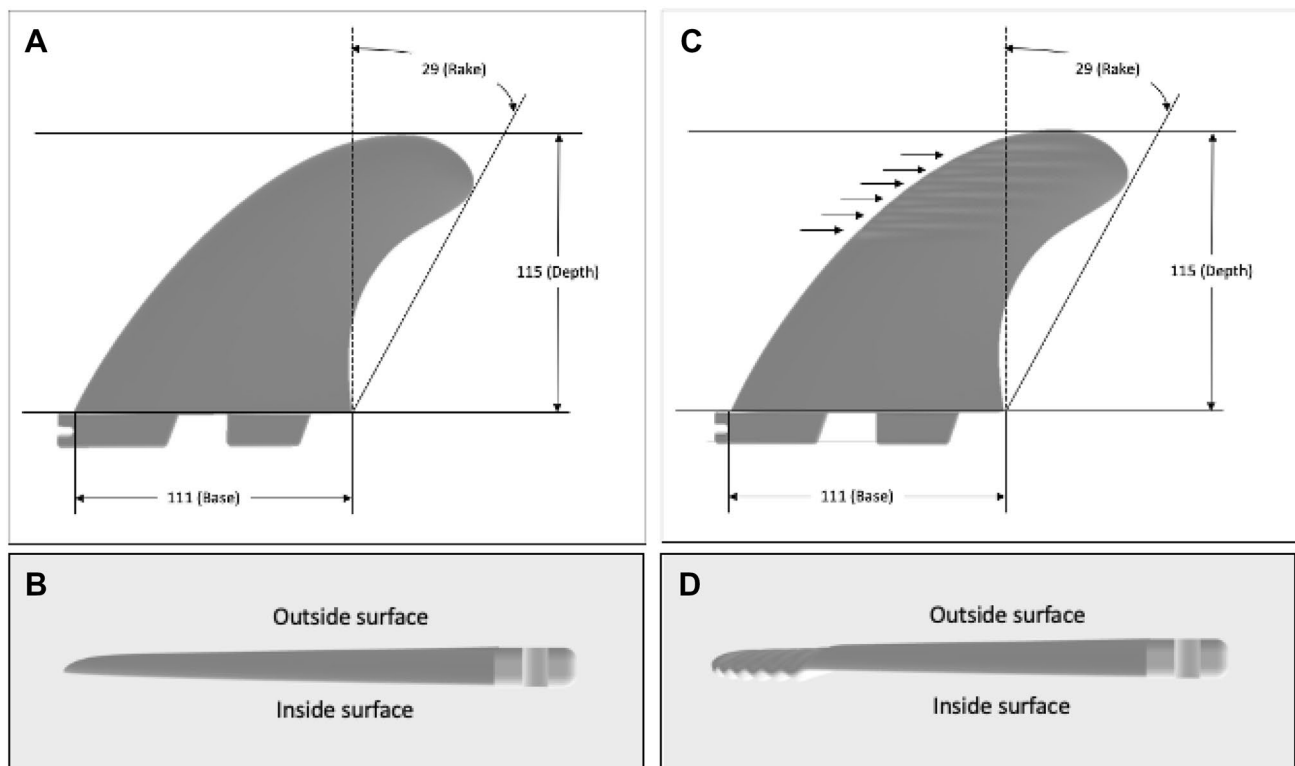 A
29 (Rake)
115 (Depth)
111 (Base)
C
29 (Rake)
115 (Depth)
111 (Base)
B
Outside surface
Inside surface
D
Outside surface
Inside surface